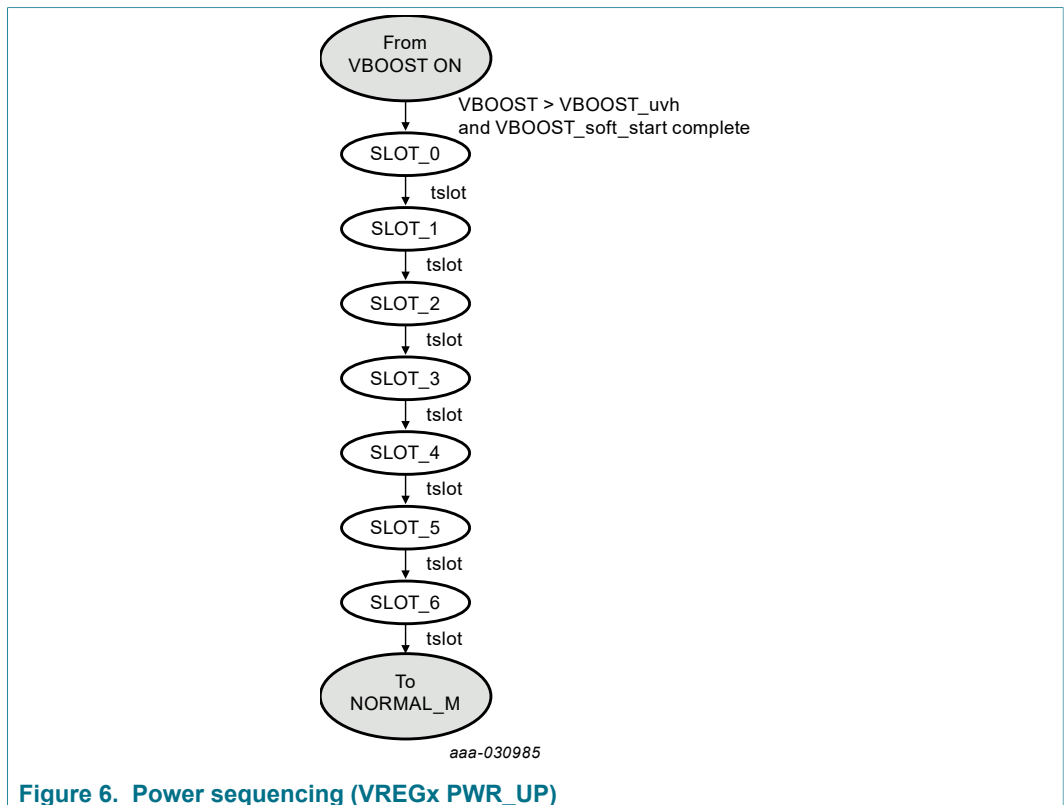 From
VBOOST ON
VBOOST > VBOOST_uvh
and VBOOST_soft_start complete
SLOT_0
tslot
SLOT_1
tslot
SLOT_2
tslot
SLOT_3
tslot
SLOT_4
tslot
SLOT_5
tslot
SLOT_6
tslot
To
NORMAL_M
aaa-030985
Figure 6. Power sequencing (VREGx PWR_UP)